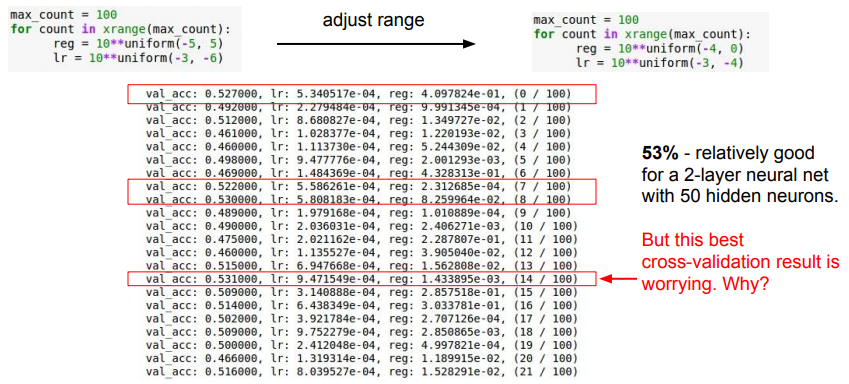 max_count = 100
for count in xrange(max_count):
reg = 10**uniform(-5, 5)
lr = 10**uniform(-3, -6)
adjust range
max_count = 100
for count in xrange(max_count):
reg = 10**uniform(-4, 0)
lr = 10**uniform(-3, -4)
val_acc: 0.527000, lr: 5.340517e-04, reg: 4.097824e-01, (0 / 100)
val_acc: 0.492000, lr: 2.279484e-04, reg: 9.991345e-04, (1 / 100)
val_acc: 0.512000, lr: 8.680827e-04, reg: 1.349727e-02, (2 / 100)
val_acc: 0.461000, lr: 1.028377e-04, reg: 1.220193e-02, (3 / 100)
val_acc: 0.460000, lr: 1.113730e-04, reg: 5.244309e-02, (4 / 100)
val_acc: 0.498000, lr: 9.477776e-04, reg: 2.001293e-03, (5 / 100)
val_acc: 0.469000, lr: 1.484369e-04, reg: 4.328313e-01, (6 / 100)
val_acc: 0.522000, lr: 5.586261e-04, reg: 2.312685e-04, (7 / 100)
val_acc: 0.530000, lr: 5.808183e-04, reg: 8.259964e-02, (8 / 100)
val_acc: 0.489000, lr: 1.979168e-04, reg: 1.010889e-04, (9 / 100)
val_acc: 0.490000, lr: 2.036031e-04, reg: 2.406271e-03, (10 / 100)
val_acc: 0.475000, lr: 2.021162e-04, reg: 2.287807e-01, (11 / 100)
val_acc: 0.460000, lr: 1.135527e-04, reg: 3.905040e-02, (12 / 100)
val_acc: 0.515000, lr: 6.947668e-04, reg: 1.562808e-02, (13 / 100)
val_acc: 0.531000, lr: 9.471549e-04, reg: 1.433895e-03, (14 / 100)
val_acc: 0.509000, lr: 3.140888e-04, reg: 2.857518e-01, (15 / 100)
val_acc: 0.514000, lr: 6.438349e-04, reg: 3.033781e-01, (16 / 100)
val_acc: 0.502000, lr: 3.921784e-04, reg: 2.707126e-04, (17 / 100)
val_acc: 0.509000, lr: 9.752279e-04, reg: 2.850865e-03, (18 / 100)
val_acc: 0.500000, lr: 2.412048e-04, reg: 4.997821e-04, (19 / 100)
val_acc: 0.466000, lr: 1.319314e-04, reg: 1.189915e-02, (20 / 100)
val_acc: 0.516000, lr: 8.039527e-04, reg: 1.528291e-02, (21 / 100)
53% - relatively good
for a 2-layer neural net
with 50 hidden neurons.
But this best
cross-validation result is
worrying. Why?